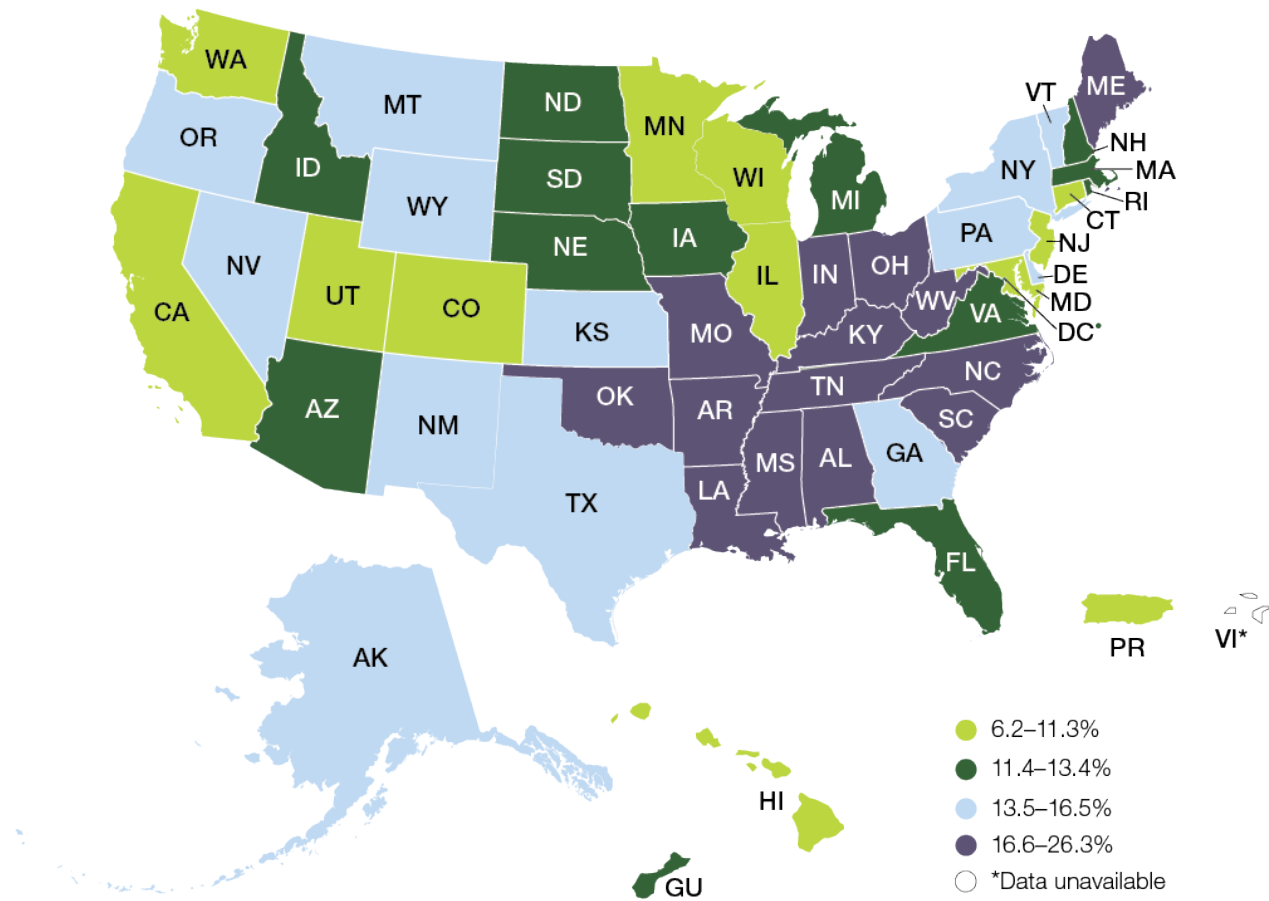 WA
MT
ND
MN
VT
ME
OR
ID
SD
WI
NH
NY
MA
WY
MI
RI
CT
NE
IA
PA
NJ
NV
IL
IN
OH
DE
UT
CO
WV
MD
CA
KS
MO
KY
VA
DC
OK
TN
NC
AZ
AR
SC
NM
GA
MS
AL
TX
LA
FL
AK
PR
VI*
HI
GU
6.2–11.3%
11.4–13.4%
13.5–16.5%
16.6–26.3%
*Data unavailable